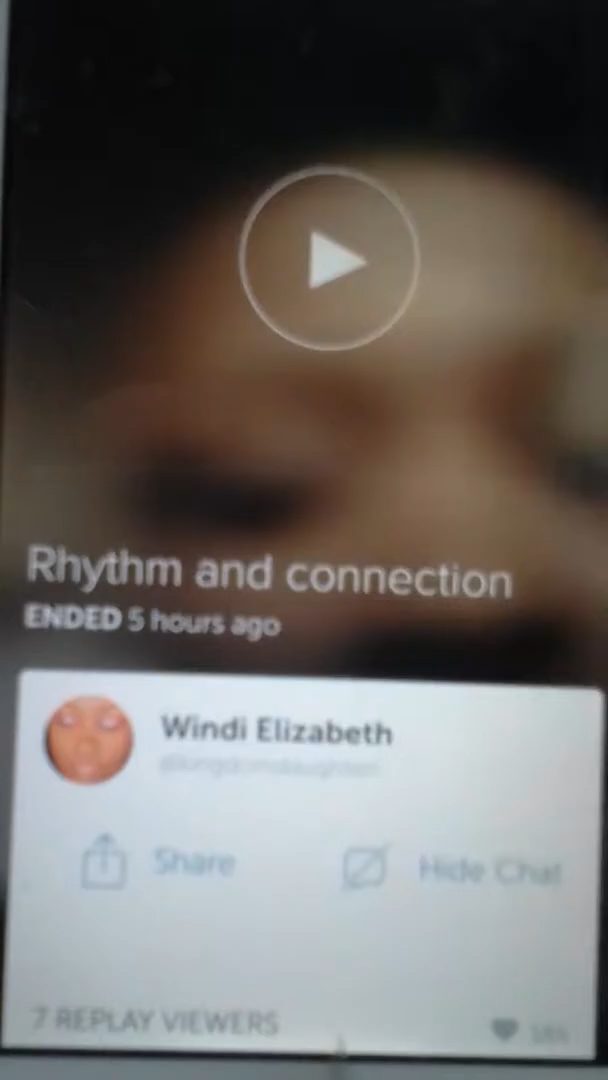 Rhythm and connection
ENDED 5 hours ago
Windi Elizabeth
Share
Hide Chat
7 REPLAY VIEWERS